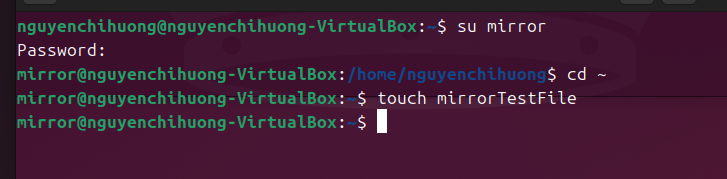 nguyenchihuong@nguyenchihuong-VirtualBox:~$ su mirror
Password:
mirror@nguyenchihuong-VirtualBox:/home/nguyenchihuong$ cd ~
mirror@nguyenchihuong-VirtualBox:~$ touch mirrorTestFile
mirror@nguyenchihuong-VirtualBox:~$